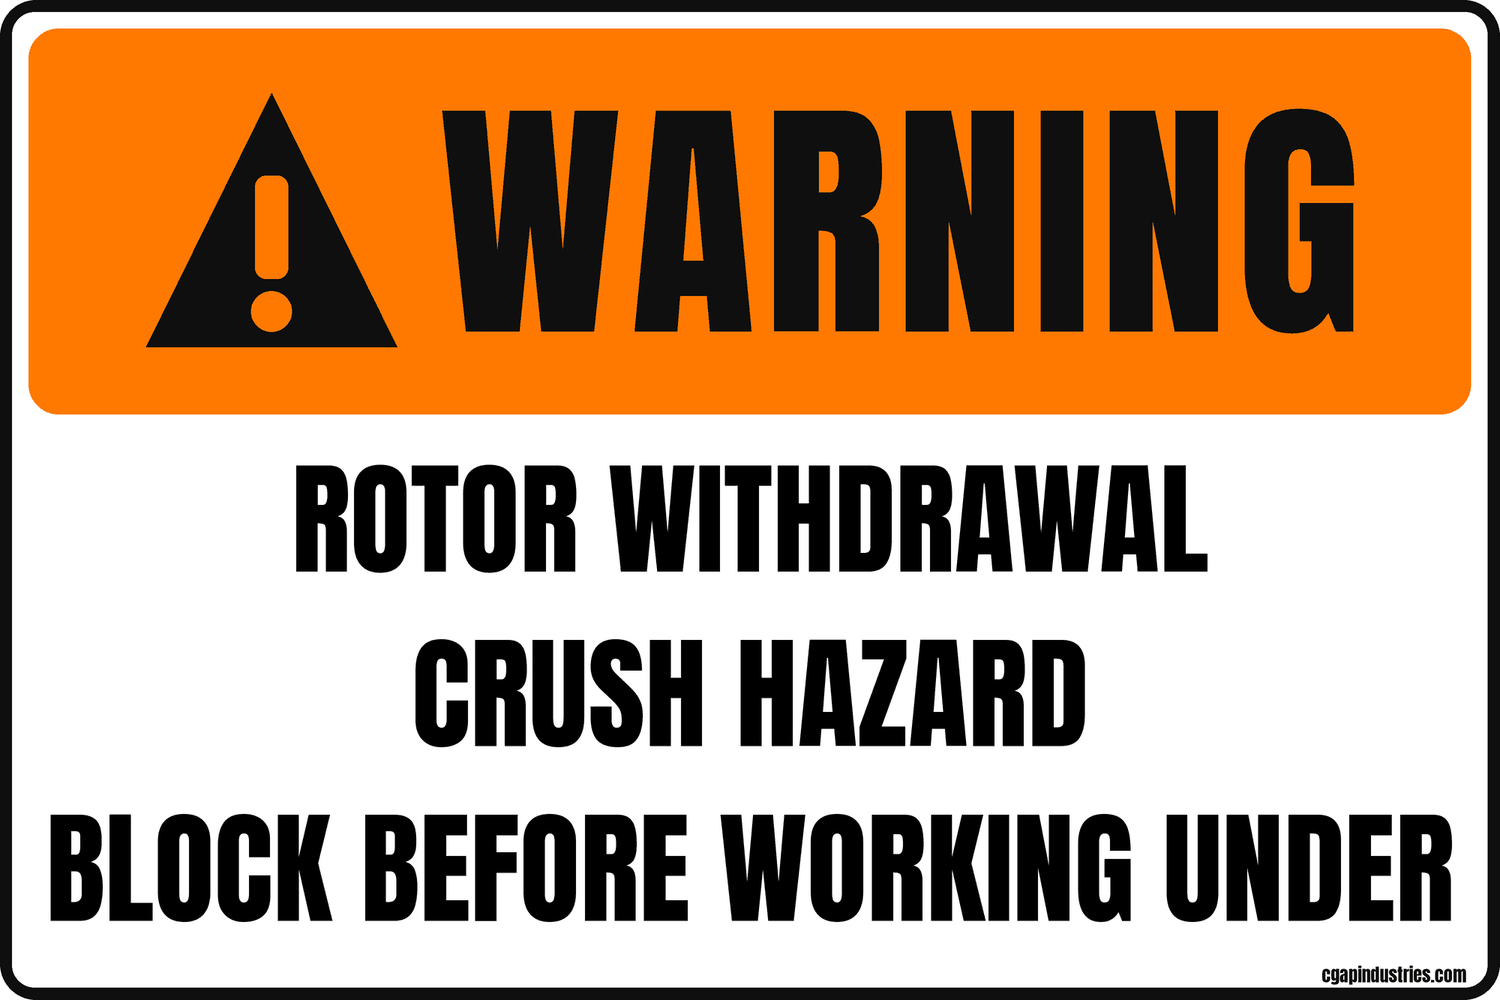 WARNING
ROTOR WITHDRAWAL
CRUSH HAZARD
BLOCK BEFORE WORKING UNDER
cgapindustries.com